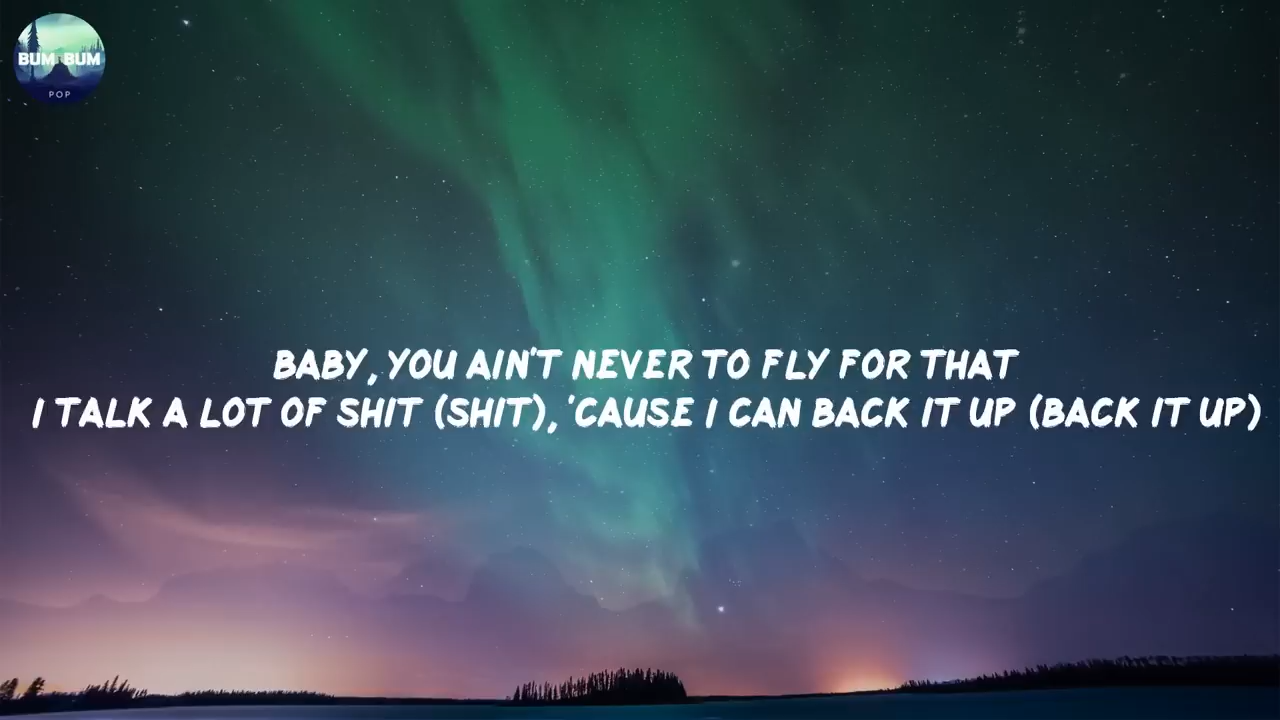 BUM BUM
POP
BABY, YOU AIN'T NEVER TO FLY FOR THAT
I TALK A LOT OF SHIT (SHIT), 'CAUSE I CAN BACK IT UP (BACK IT UP)